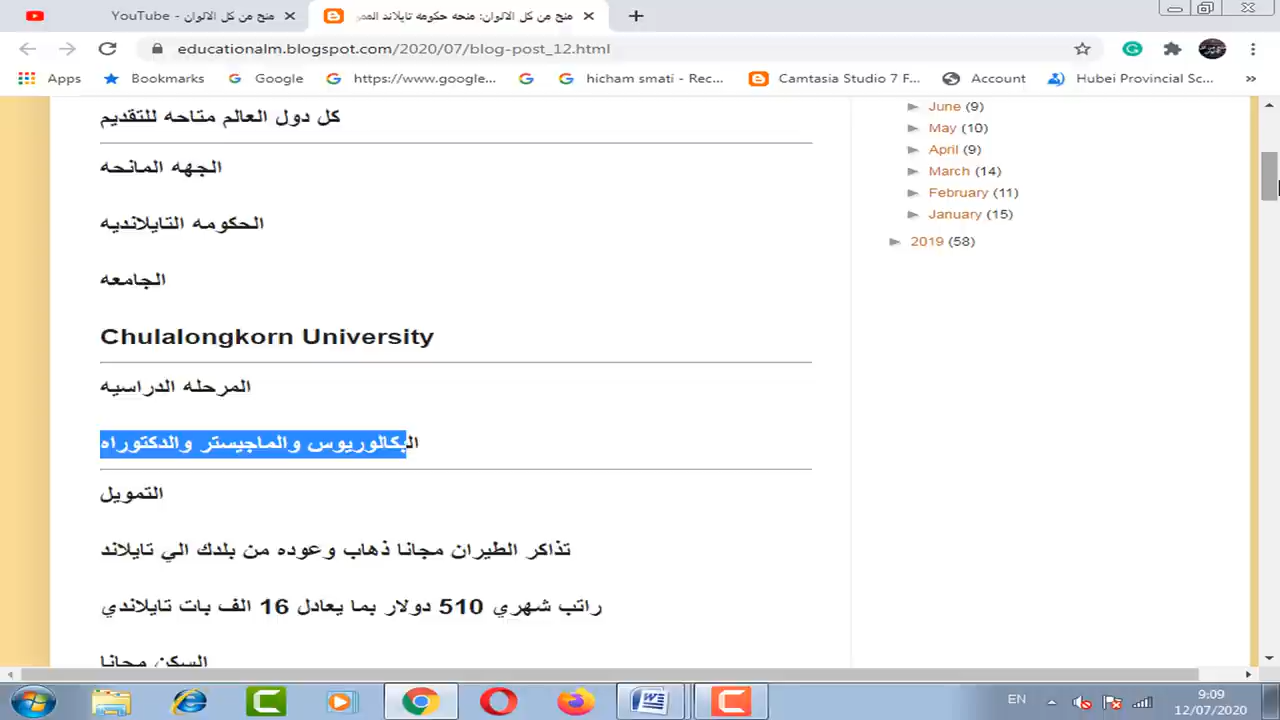 منح من كل الالوان - YouTube
منح من كل الالوان: منحه حكومه تايلاند
educationalm.blogspot.com/2020/07/blog-post_12.html
Apps Bookmarks Google https://www.google... hicham smati - Rec... Camtasia Studio 7 F... Account Hubei Provincial Sc... »
كل دول العالم متاحه للتقديم
الجهه المانحه
الحكومه التايلانديه
الجامعه
Chulalongkorn University
المرحله الدراسيه
البكالوريوس والماجيستر والدكتوراه
التمويل
تذاكر الطيران مجانا ذهاب وعوده من بلدك الي تايلاند
راتب شهري 510 دولار بما يعادل 16 الف بات تايلاندي
السكن مجانا
June (9)
May (10)
April (9)
March (14)
February (11)
January (15)
2019 (58)
EN
9:09
12/07/2020